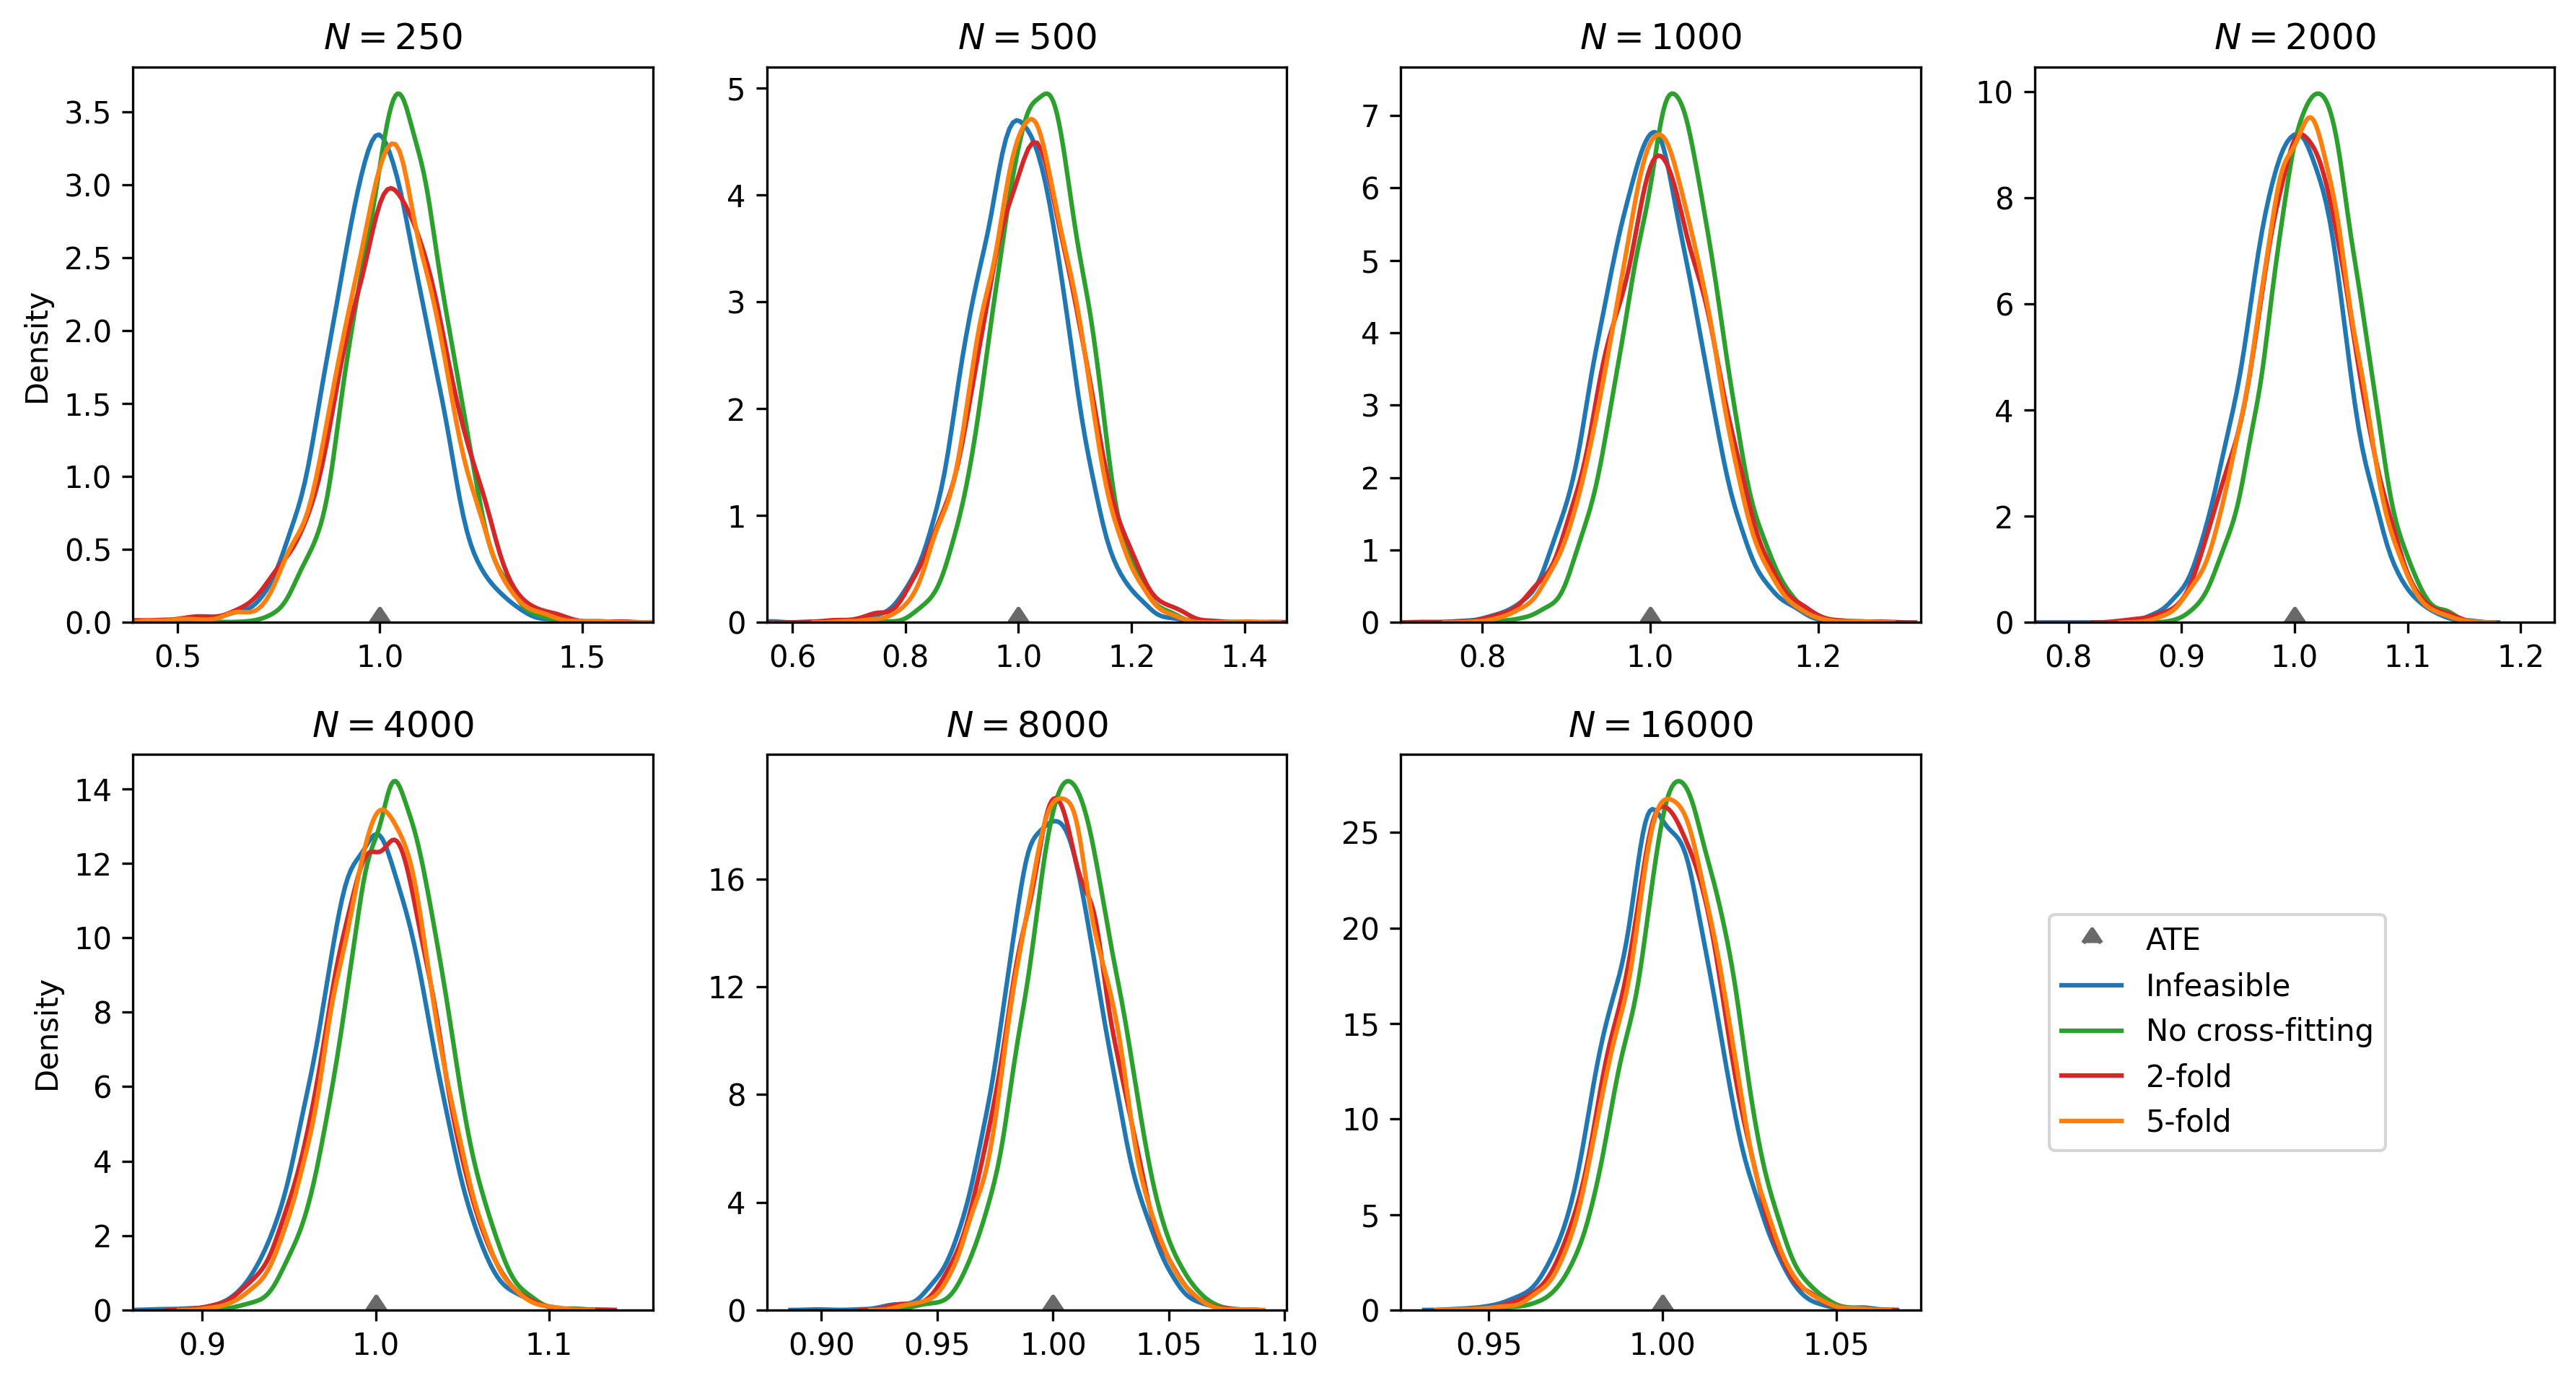 N = 250
N = 500
N = 1000
N = 2000
Density
3.5
3.0
2.5
2.0
1.5
1.0
0.5
0.0
0.5 1.0 1.5
5
4
3
2
1
0
0.6 0.8 1.0 1.2 1.4
7
6
5
4
3
2
1
0
0.8 1.0 1.2
10
8
6
4
2
0
0.8 0.9 1.0 1.1 1.2
N = 4000
N = 8000
N = 16000
Density
14
12
10
8
6
4
2
0
0.9 1.0 1.1
16
12
8
4
0
0.90 0.95 1.00 1.05 1.10
25
20
15
10
5
0
0.95 1.00 1.05
ATE
Infeasible
No cross-fitting
2-fold
5-fold